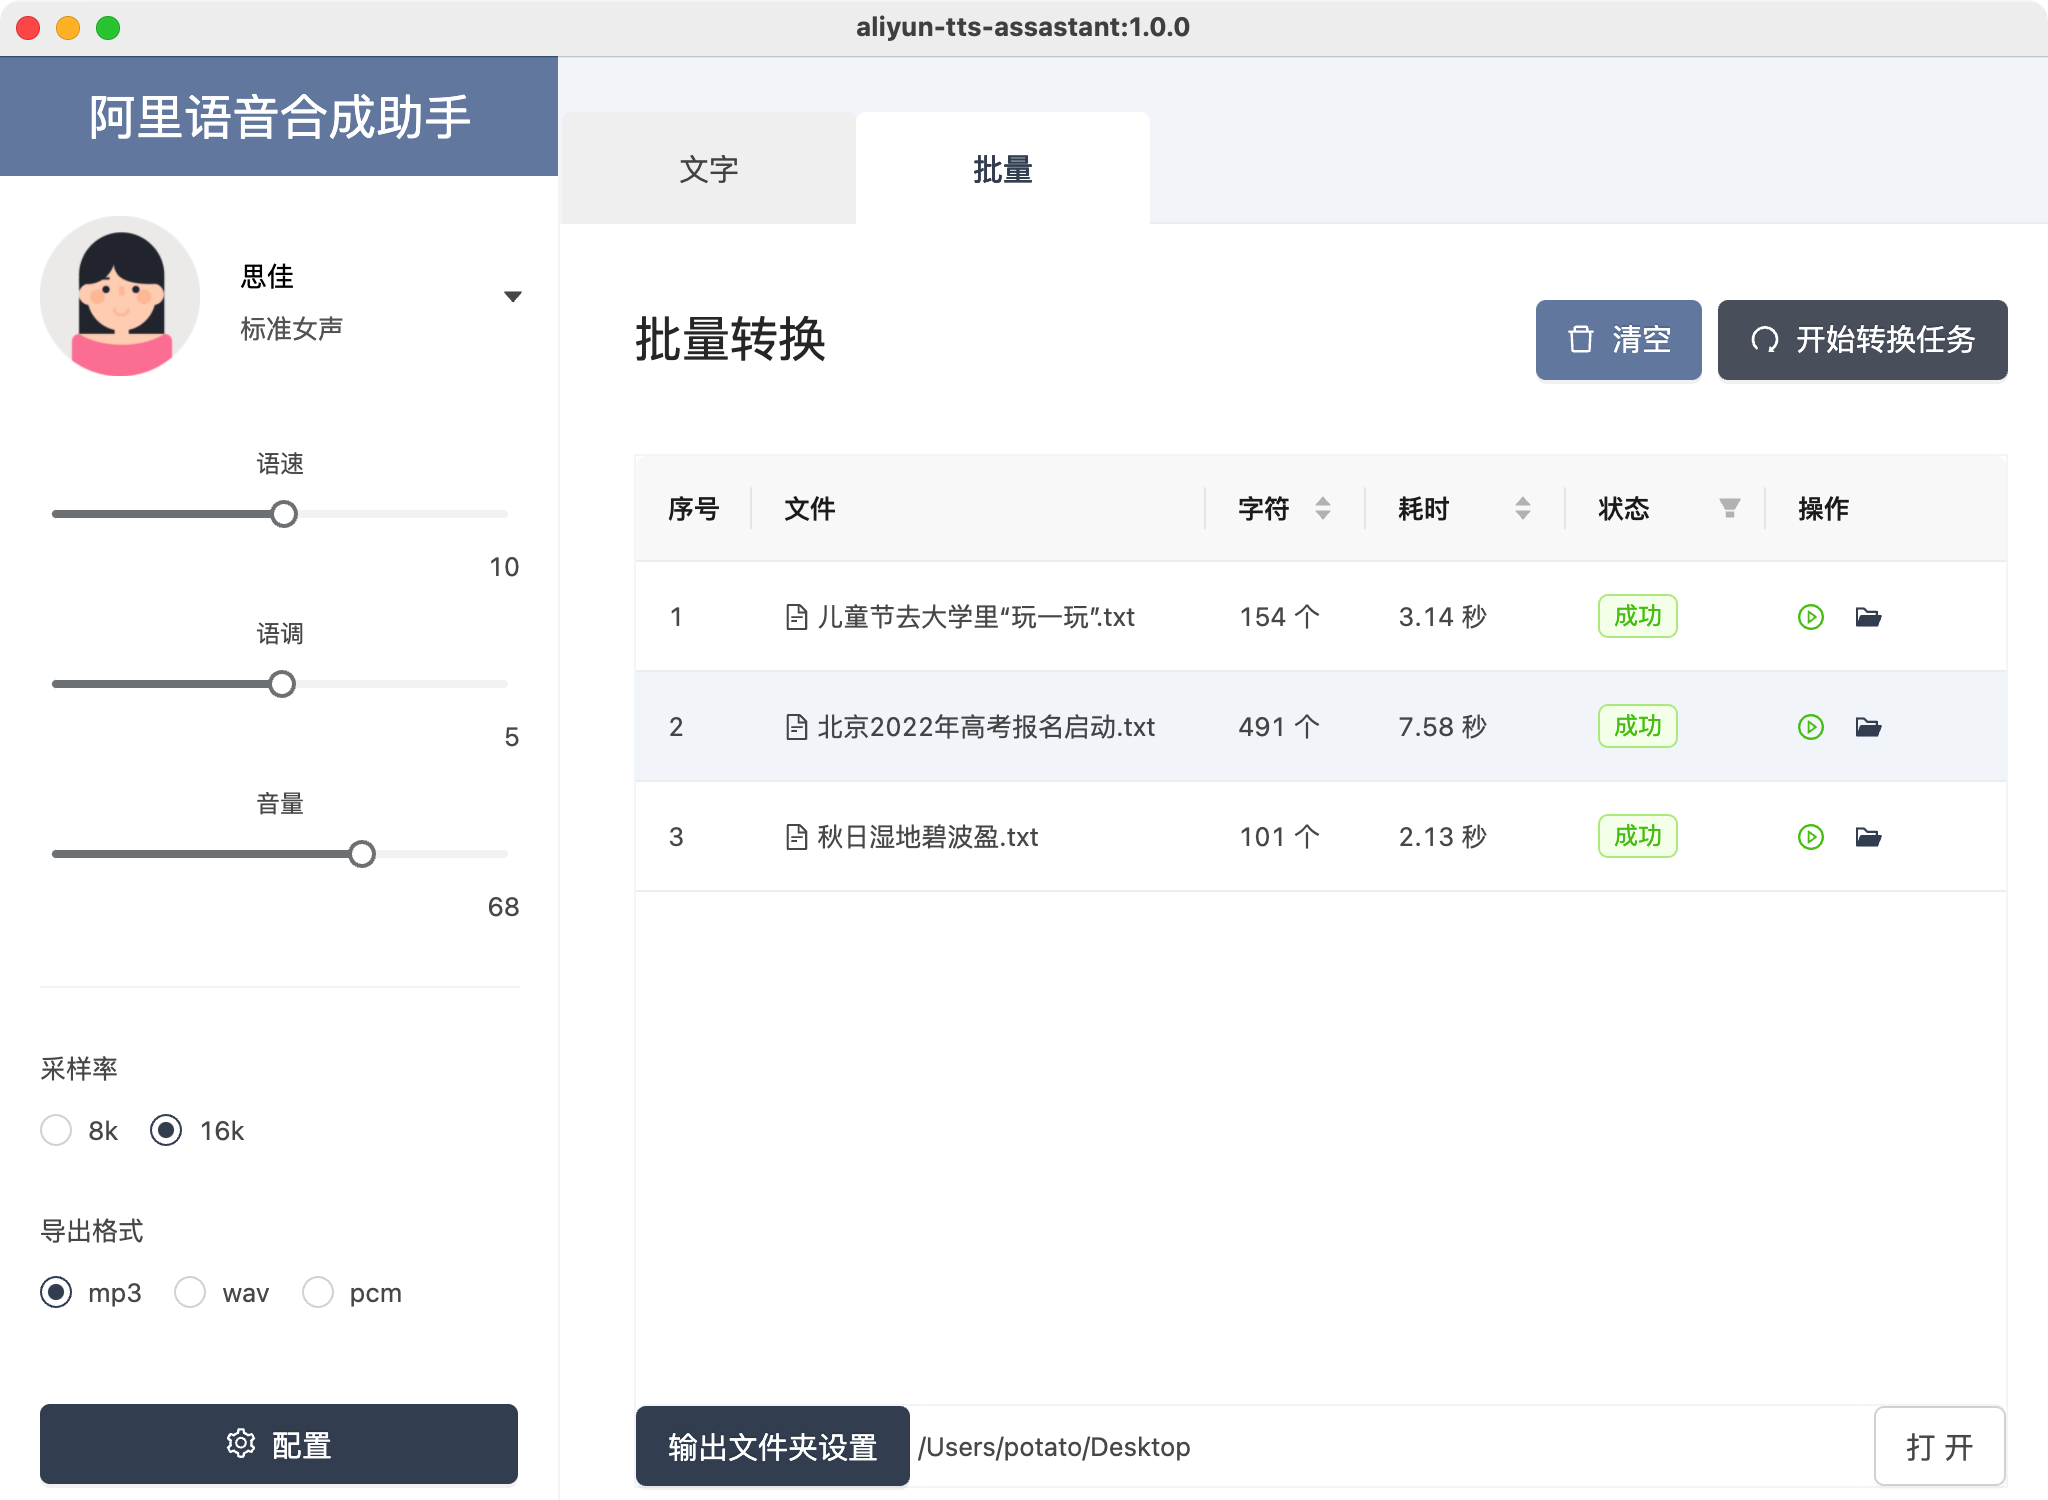 aliyun-tts-assastant:1.0.0
阿里语音合成助手
思佳
标准女声
语速
10
语调
5
音量
68
采样率
8k 16k
导出格式
mp3 wav pcm
配置
文字 批量
批量转换 清空 开始转换任务
序号 文件 字符 耗时 状态 操作
1 儿童节去大学里“玩一玩”.txt 154 个 3.14 秒 成功
2 北京2022年高考报名启动.txt 491 个 7.58 秒 成功
3 秋日湿地碧波盈.txt 101 个 2.13 秒 成功
输出文件夹设置 /Users/potato/Desktop 打 开